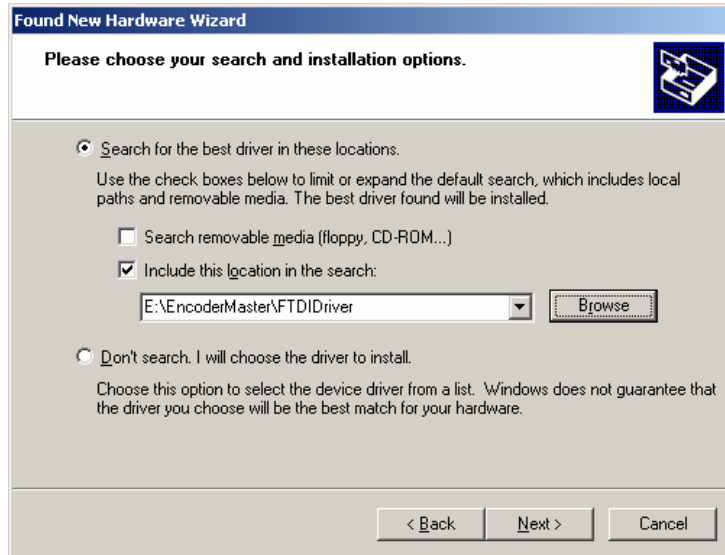 Found New Hardware Wizard
Please choose your search and installation options.
Search for the best driver in these locations.
Use the check boxes below to limit or expand the default search, which includes local
paths and removable media. The best driver found will be installed.
Search removable media (floppy, CD-ROM...)
Include this location in the search:
E:\EncoderMaster\FTDIDriver
Browse
Don't search. I will choose the driver to install.
Choose this option to select the device driver from a list. Windows does not guarantee that
the driver you choose will be the best match for your hardware.
< Back
Next >
Cancel